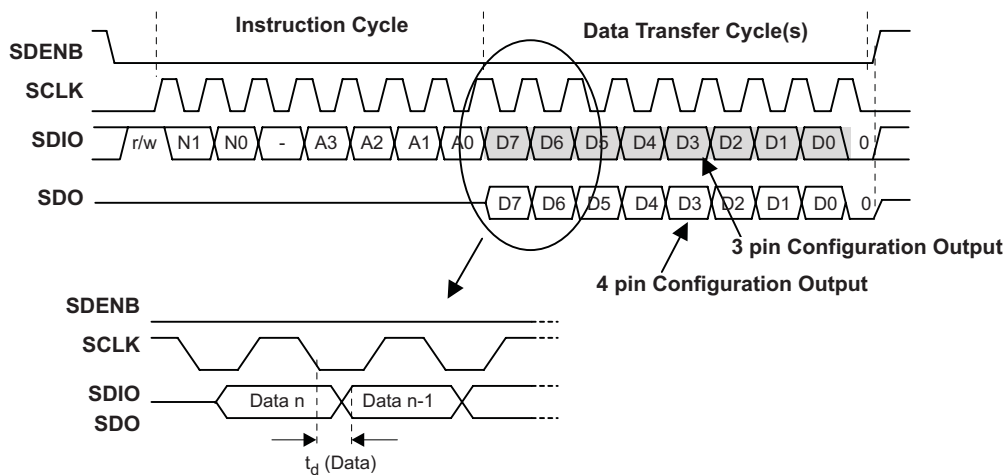 Instruction Cycle Data Transfer Cycle(s)
SDENB
SCLK
SDIO r/w N1 N0 - A3 A2 A1 A0 D7 D6 D5 D4 D3 D2 D1 D0 0
SDO D7 D6 D5 D4 D3 D2 D1 D0 0
3 pin Configuration Output
4 pin Configuration Output
SDENB
SCLK
SDIO Data n Data n-1
SDO
td (Data)